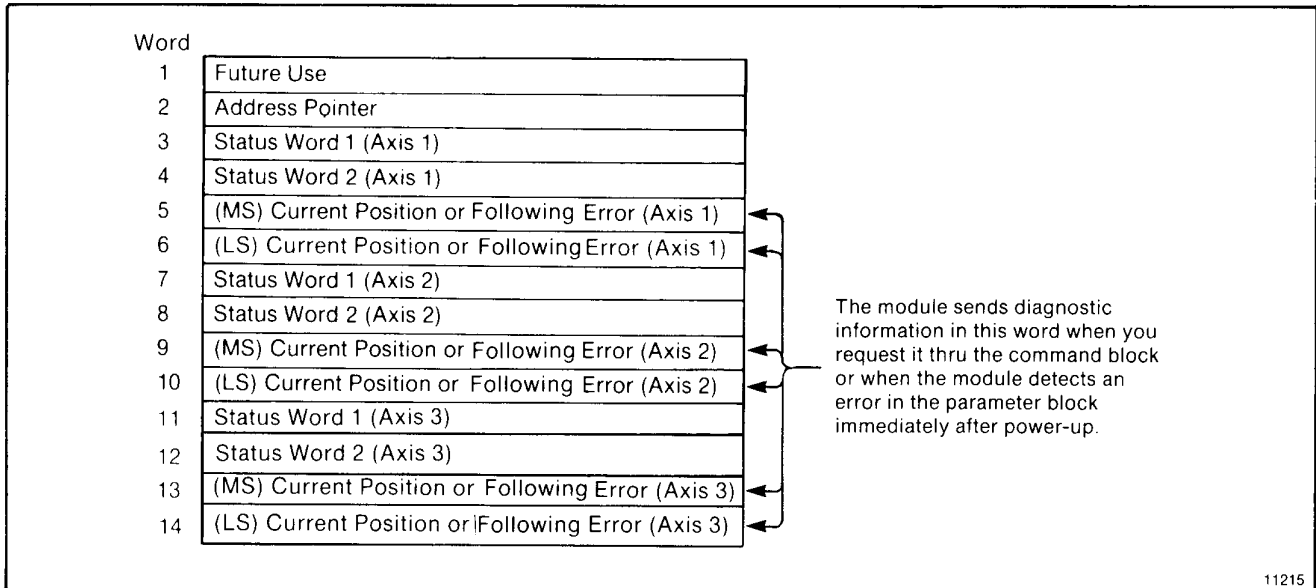 Word
1 Future Use
2 Address Pointer
3 Status Word 1 (Axis 1)
4 Status Word 2 (Axis 1)
5 (MS) Current Position or Following Error (Axis 1)
6 (LS) Current Position or Following Error (Axis 1)
7 Status Word 1 (Axis 2)
8 Status Word 2 (Axis 2)
9 (MS) Current Position or Following Error (Axis 2)
10 (LS) Current Position or Following Error (Axis 2)
11 Status Word 1 (Axis 3)
12 Status Word 2 (Axis 3)
13 (MS) Current Position or Following Error (Axis 3)
14 (LS) Current Position or Following Error (Axis 3)
The module sends diagnostic
information in this word when you
request it thru the command block
or when the module detects an
error in the parameter block
immediately after power-up.
11215